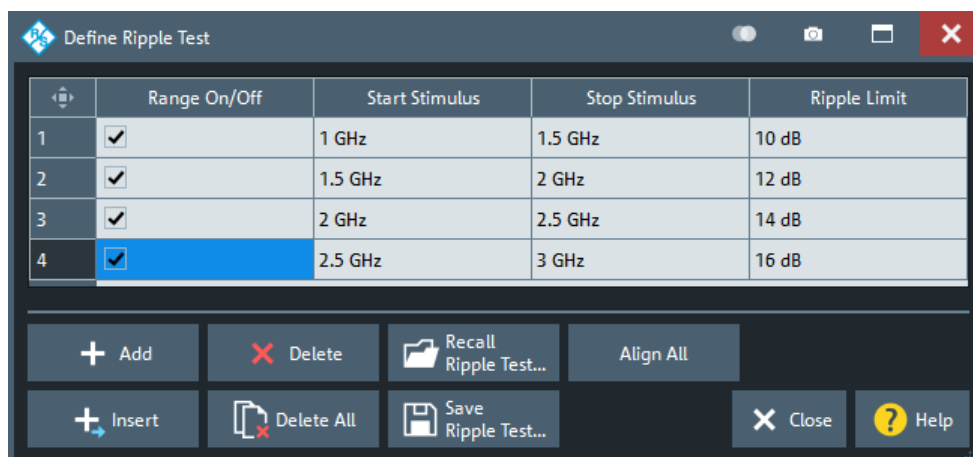 Define Ripple Test
Range On/Off Start Stimulus Stop Stimulus Ripple Limit
1 1 GHz 1.5 GHz 10 dB
2 1.5 GHz 2 GHz 12 dB
3 2 GHz 2.5 GHz 14 dB
4 2.5 GHz 3 GHz 16 dB
Add
Delete
Recall
Ripple Test...
Align All
Insert
Delete All
Save
Ripple Test...
Close
? Help